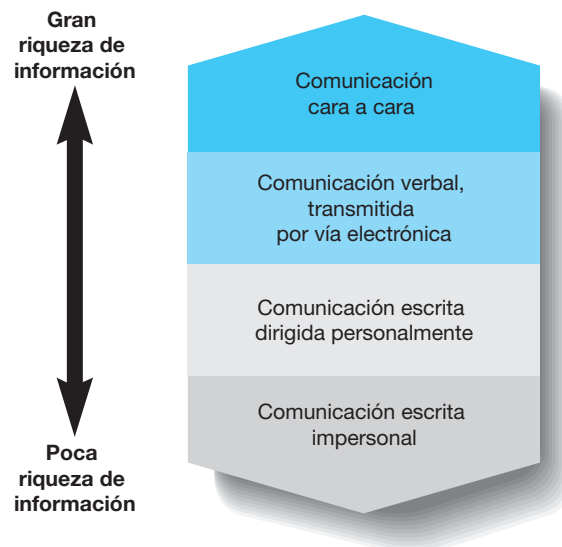 Gran
riqueza de
información
Comunicación
cara a cara
Comunicación verbal,
transmitida
por vía electrónica
Comunicación escrita
dirigida personalmente
Comunicación escrita
impersonal
Poca
riqueza de
información